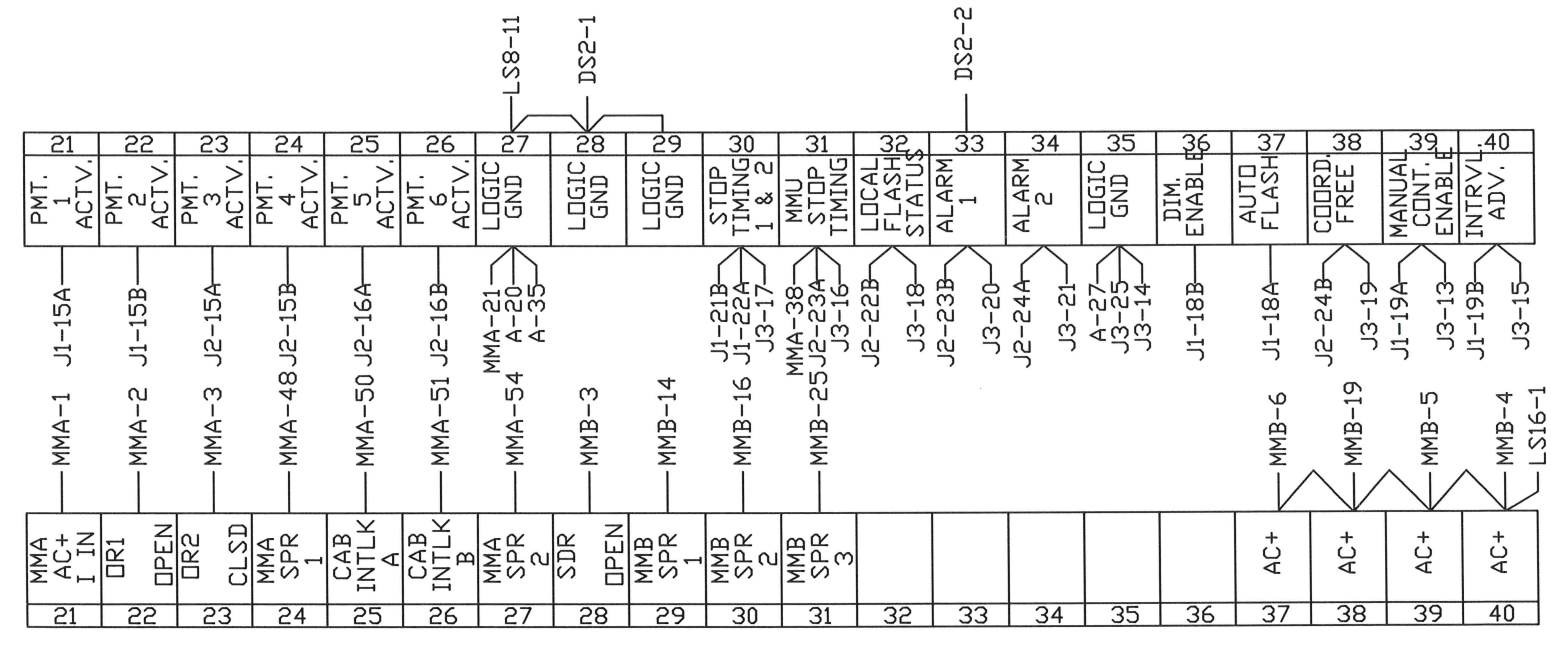 LS8-11
DS2-1
DS2-2
21
22
23
24
25
26
27
28
29
30
31
32
33
34
35
36
37
38
39
40
PMT.
1
ACTV.
PMT.
2
ACTV.
PMT.
3
ACTV.
PMT.
4
ACTV.
PMT.
5
ACTV.
PMT.
6
ACTV.
LOGIC
GND
LOGIC
GND
LOGIC
GND
STOP
TIMING
1 & 2
MMU
STOP
TIMING
LOCAL
FLASH
STATUS
ALARM
1
ALARM
2
LOGIC
GND
DIM.
ENABLE
AUTO
FLASH
COORD.
FREE
MANUAL
CONT.
ENABLE
INTRVL.
ADV.
J1-15A
J1-15B
J2-15A
J2-15B
J2-16A
J2-16B
MMA-21
A-20
A-35
J1-21B
J1-22A
J3-17
MMA-38
J2-23A
J3-16
J2-22B
J3-18
J2-23B
J3-20
J2-24A
J3-21
A-27
J3-25
J3-14
J1-18B
J1-18A
J2-24B
J3-19
J1-19A
J3-13
J1-19B
J3-15
MMA-1
MMA-2
MMA-3
MMA-48
MMA-50
MMA-51
MMA-54
MMB-3
MMB-14
MMB-16
MMB-25
MMB-6
MMB-19
MMB-5
MMB-4
LS16-1
MMA
AC+
I IN
OR1
OPEN
OR2
CLSD
MMA
SPR
1
CAB
INTLK
A
CAB
INTLK
B
MMA
SPR
2
SDR
OPEN
MMB
SPR
1
MMB
SPR
2
MMB
SPR
3
AC+
AC+
AC+
AC+
21
22
23
24
25
26
27
28
29
30
31
32
33
34
35
36
37
38
39
40